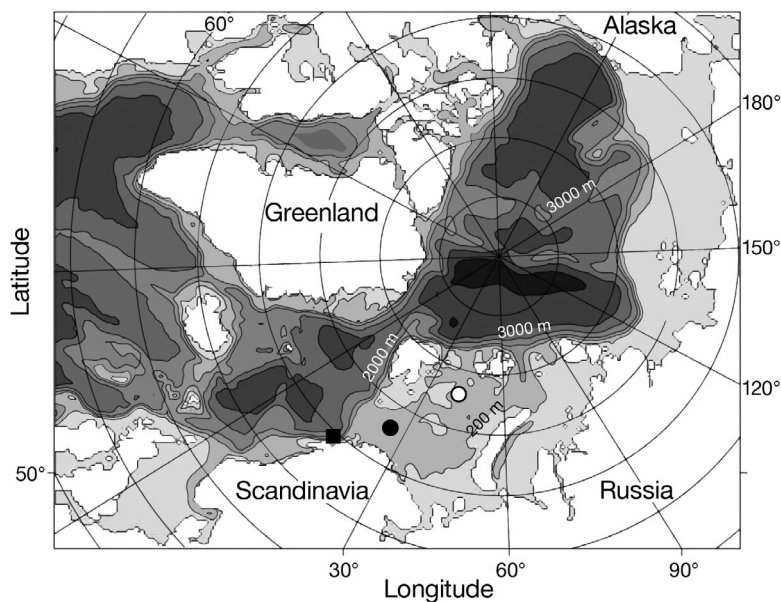 Alaska
60°
180°
3000 m
Greenland
150°
Latitude
3000 m
2000 m
120°
200 m
50°
Scandinavia
Russia
30°
60°
90°
Longitude